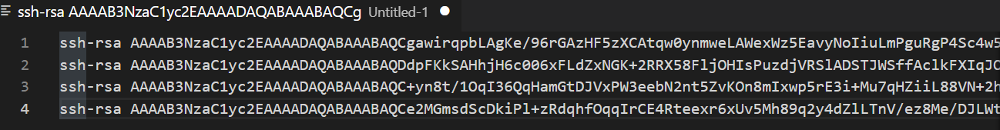 ssh-rsa AAAAB3NzaC1yc2EAAAADAQABAAABAQCg Untitled-1
1 ssh-rsa AAAAB3NzaC1yc2EAAAADAQABAAABAQCgawirqpbLAgKe/96rGAzHF5zXCAtqw0ynmweLAWexWz5EavyNoIiuLmPguRgP4Sc4w5
2 ssh-rsa AAAAB3NzaC1yc2EAAAADAQABAAABAQDdpFKkSAHhjH6c006xFLdZxNGK+2RRX58FljOHIsPuzdjVRSlADSTJWSffAclkFXIqJC
3 ssh-rsa AAAAB3NzaC1yc2EAAAADAQABAAABAQC+yn8t/1OqI36QqHamGtDJVxPW3eebN2nt5ZvKOn8mIxwp5rE3i+Mu7qHZiiL88VN+2h
4 ssh-rsa AAAAB3NzaC1yc2EAAAADAQABAAABAQCe2MGmsdScDkiPl+zRdqhfOqqIrCE4Rteexr6xUv5Mh89q2y4dZlLTnV/ez8Me/DJLWt